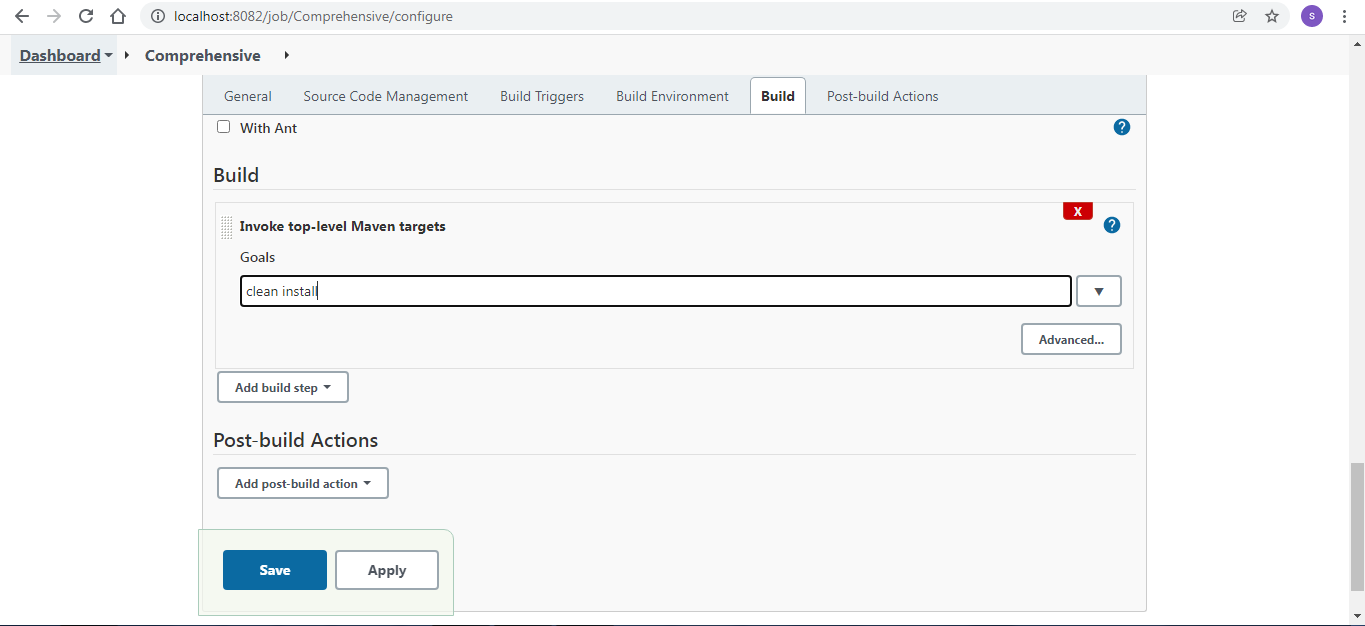 localhost:8082/job/Comprehensive/configure
S
Dashboard Comprehensive
General Source Code Management Build Triggers Build Environment Build Post-build Actions
With Ant ?
Build
X
Invoke top-level Maven targets ?
Goals
clean install
Advanced...
Add build step
Post-build Actions
Add post-build action
Save Apply